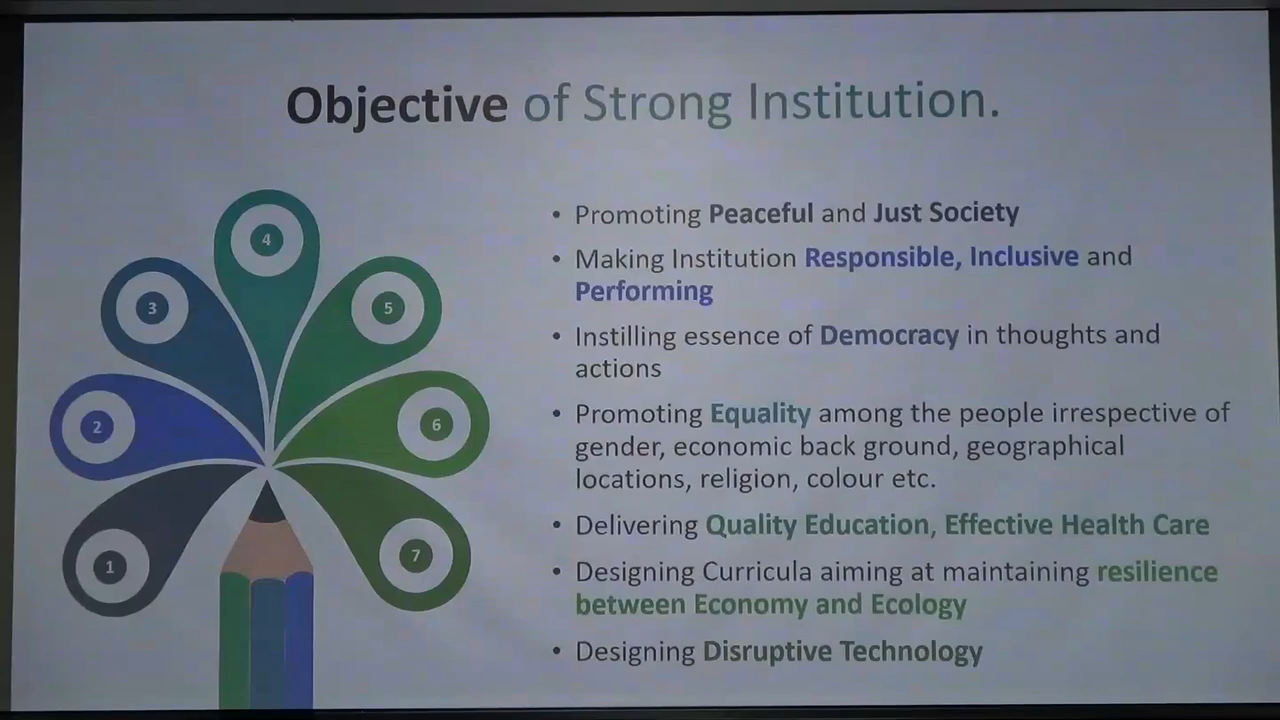 Objective of Strong Institution.
4
3
5
2
6
1
7
• Promoting Peaceful and Just Society
• Making Institution Responsible, Inclusive and
Performing
• Instilling essence of Democracy in thoughts and
actions
• Promoting Equality among the people irrespective of
gender, economic back ground, geographical
locations, religion, colour etc.
• Delivering Quality Education, Effective Health Care
• Designing Curricula aiming at maintaining resilience
between Economy and Ecology
• Designing Disruptive Technology